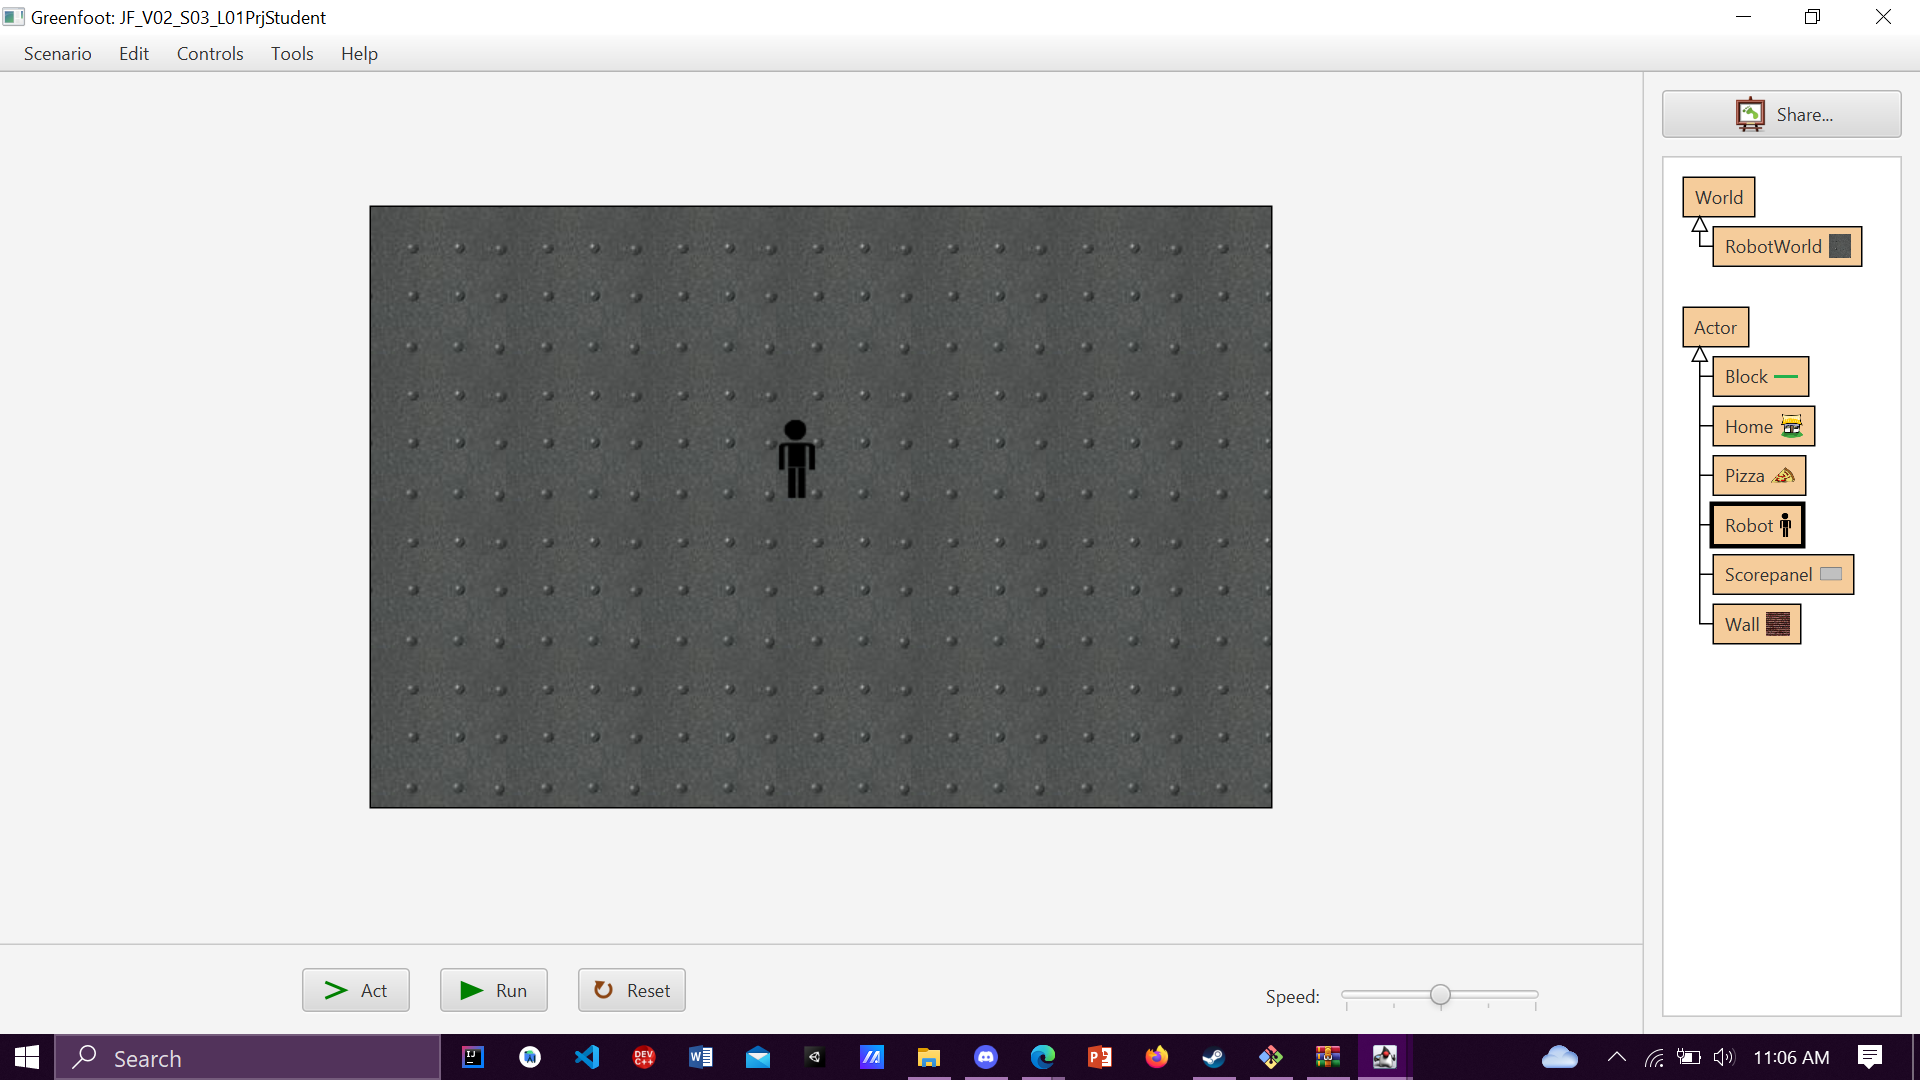 Greenfoot: JF_V02_S03_L01PrjStudent
Scenario Edit Controls Tools Help
Share...
World
RobotWorld
Actor
Block
Home
Pizza
Robot
Scorepanel
Wall
Act Run Reset Speed:
Search 11:06 AM
DEV
C++